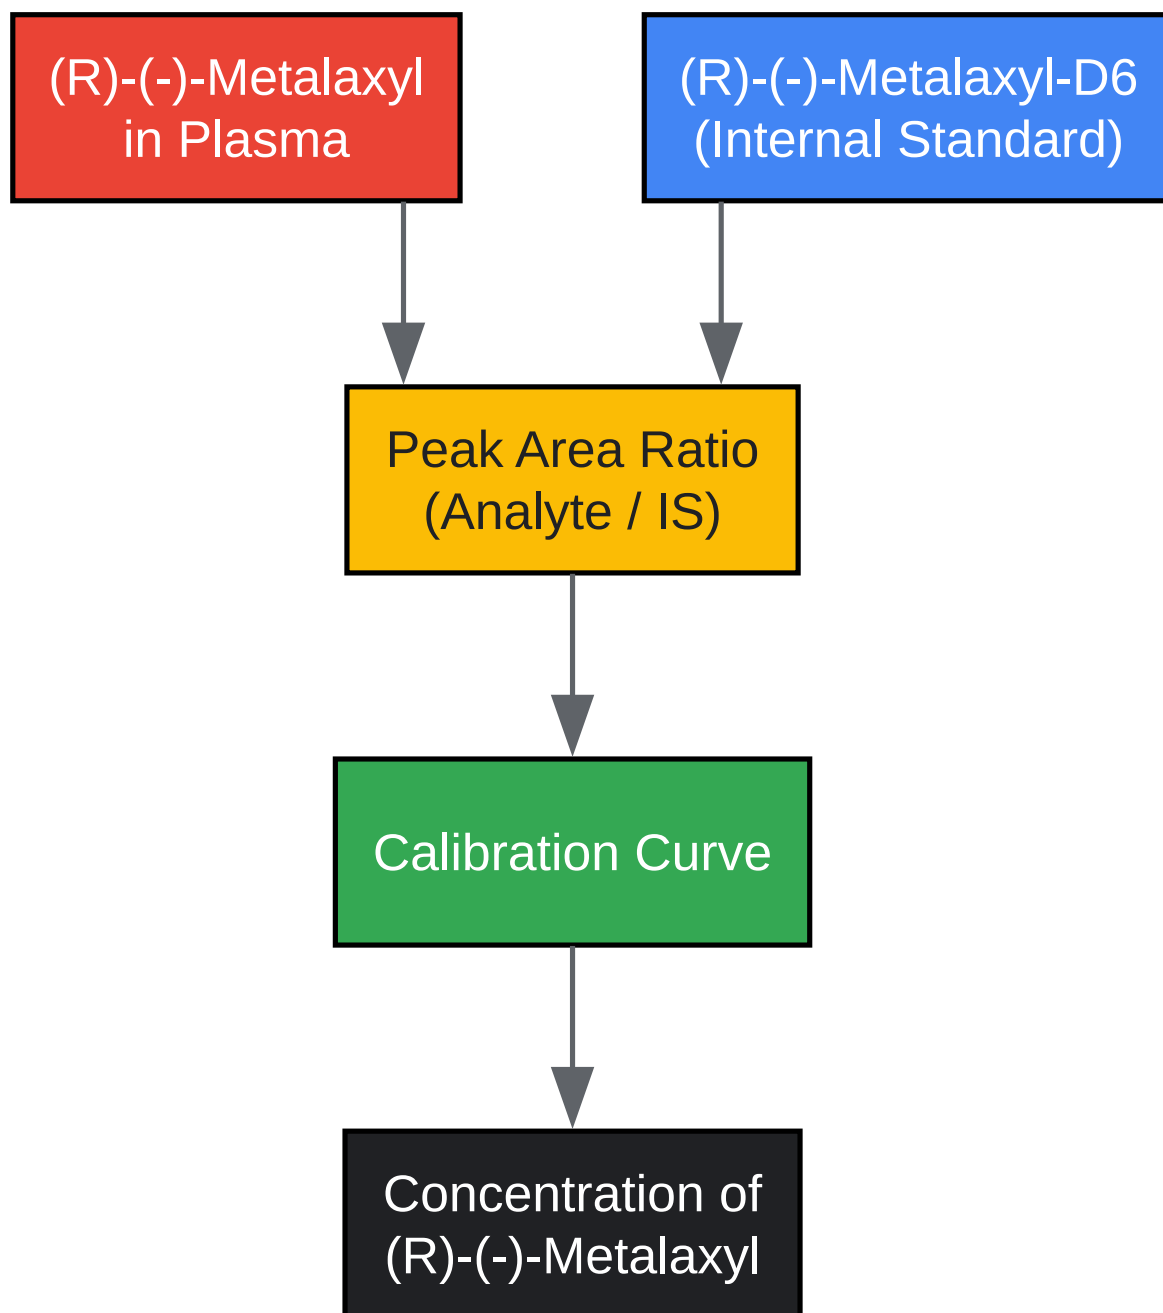 (R)-(-)-Metalaxyl
in Plasma
(R)-(-)-Metalaxyl-D6
(Internal Standard)
Peak Area Ratio
(Analyte / IS)
Calibration Curve
Concentration of
(R)-(-)-Metalaxyl